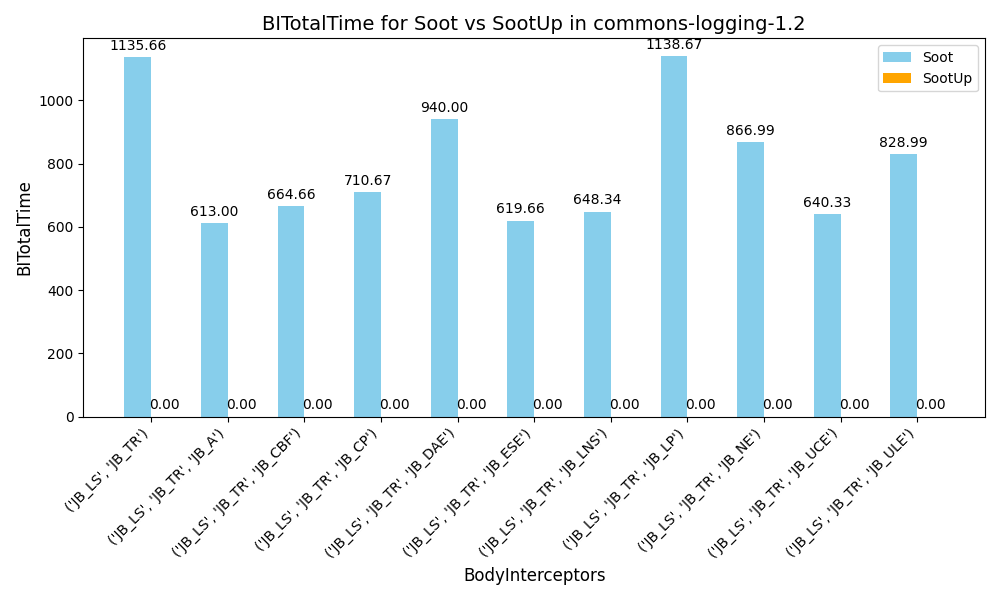 BITotalTime for Soot vs SootUp in commons-logging-1.2
Soot
SootUp
BITotalTime
1000
800
600
400
200
0
1135.66
0.00
613.00
0.00
664.66
0.00
710.67
0.00
940.00
0.00
619.66
0.00
648.34
0.00
1138.67
0.00
866.99
0.00
640.33
0.00
828.99
0.00
('JB_LS', 'JB_TR')
('JB_LS', 'JB_TR', 'JB_A')
('JB_LS', 'JB_TR', 'JB_CBF')
('JB_LS', 'JB_TR', 'JB_CP')
('JB_LS', 'JB_TR', 'JB_DAE')
('JB_LS', 'JB_TR', 'JB_ESE')
('JB_LS', 'JB_TR', 'JB_LNS')
('JB_LS', 'JB_TR', 'JB_LP')
('JB_LS', 'JB_TR', 'JB_NE')
('JB_LS', 'JB_TR', 'JB_UCE')
('JB_LS', 'JB_TR', 'JB_ULE')
BodyInterceptors